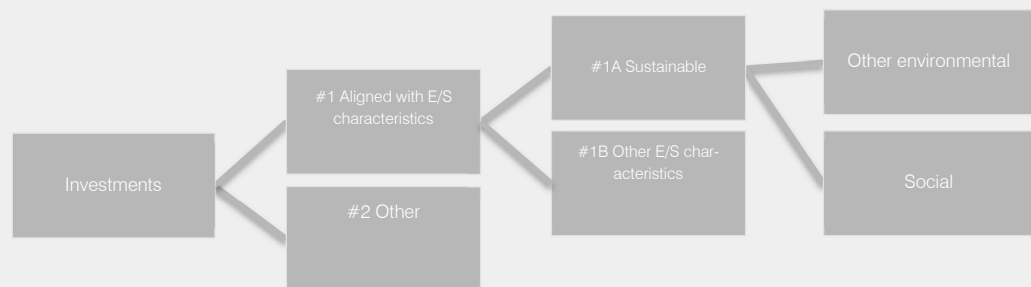 Investments
#1 Aligned with E/S
characteristics
#2 Other
#1A Sustainable
#1B Other E/S char-
acteristics
Other environmental
Social